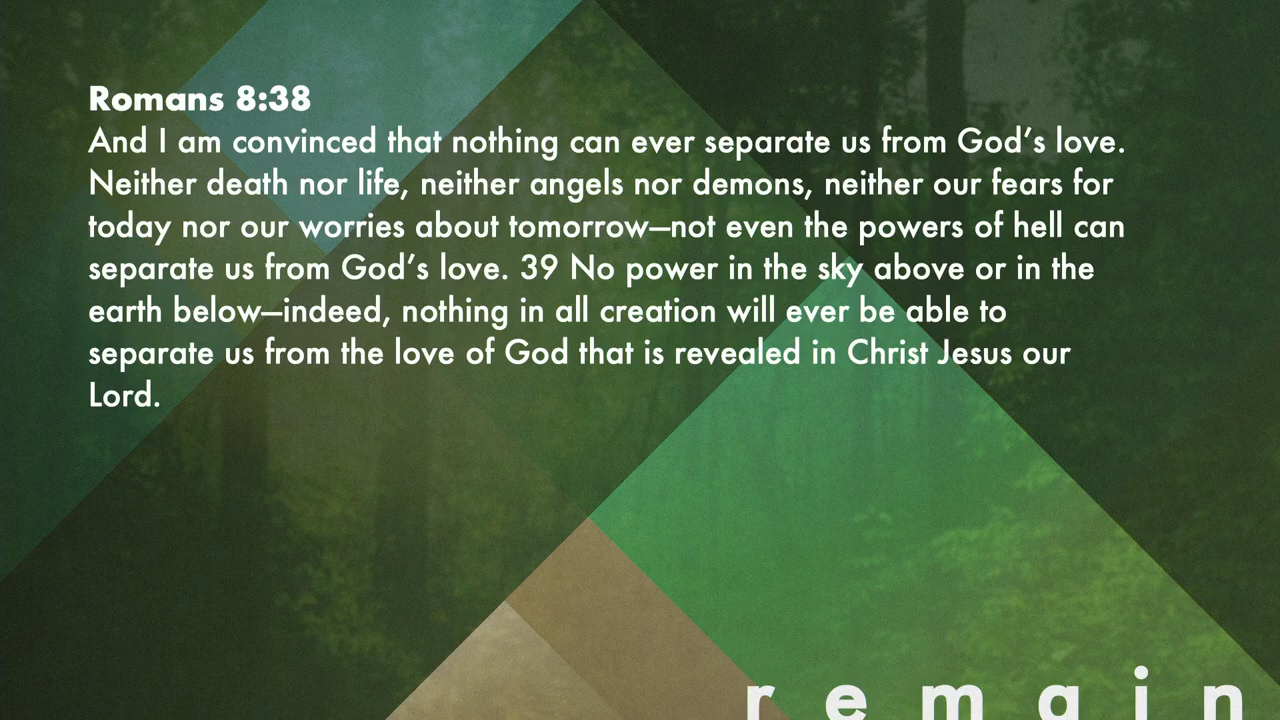 Romans 8:38
And I am convinced that nothing can ever separate us from God’s love.
Neither death nor life, neither angels nor demons, neither our fears for
today nor our worries about tomorrow—not even the powers of hell can
separate us from God’s love. 39 No power in the sky above or in the
earth below—indeed, nothing in all creation will ever be able to
separate us from the love of God that is revealed in Christ Jesus our
Lord.
remain